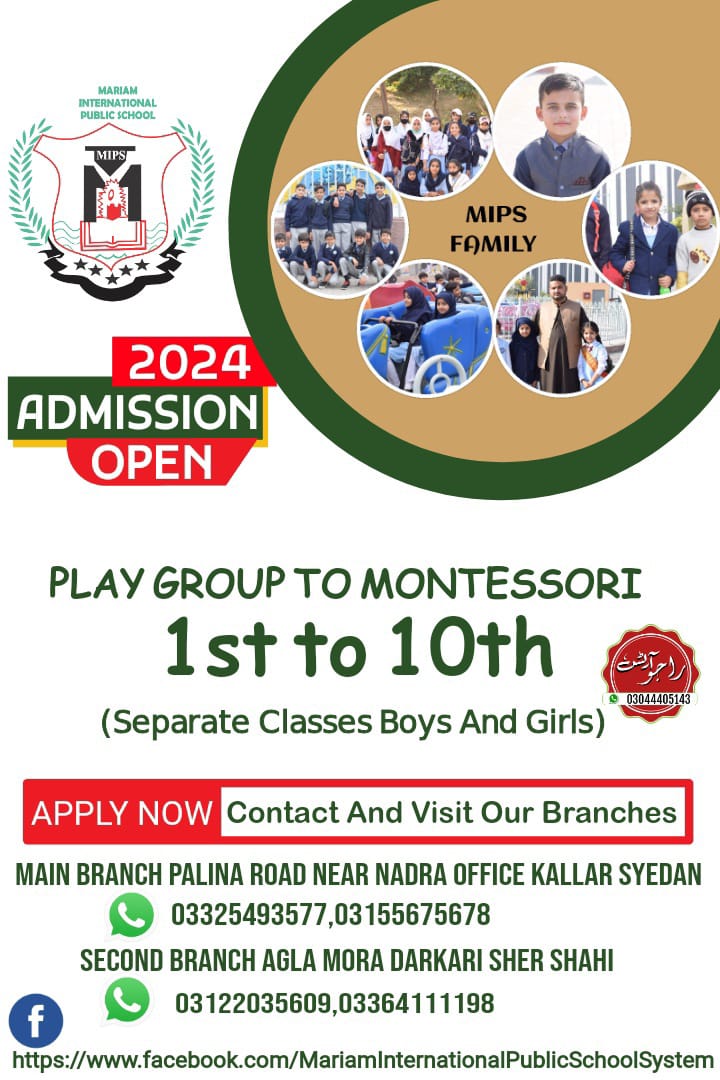 MARIAM
INTERNATIONAL
PUBLIC SCHOOL
MIPS
M
MIPS
FAMILY
2024
ADMISSION
OPEN
PLAY GROUP TO MONTESSORI
1st to 10th
راجو آرٹس
03044405143
(Separate Classes Boys And Girls)
APPLY NOW Contact And Visit Our Branches
MAIN BRANCH PALINA ROAD NEAR NADRA OFFICE KALLAR SYEDAN
03325493577,03155675678
SECOND BRANCH AGLA MORA DARKARI SHER SHAHI
03122035609,03364111198
f
https://www.facebook.com/MariamInternationalPublicSchoolSystem